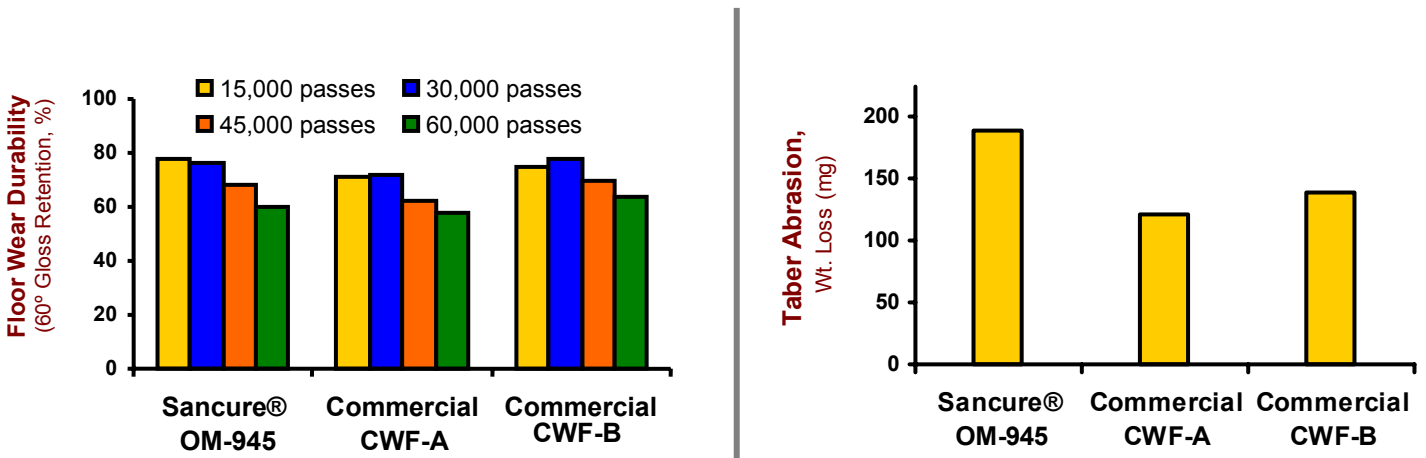 Floor Wear Durability
(60º Gloss Retention, %)
15,000 passes
30,000 passes
45,000 passes
60,000 passes
100
80
60
40
20
0
Sancure®
OM-945
Commercial
CWF-A
Commercial
CWF-B
Taber Abrasion,
Wt. Loss (mg)
200
150
100
50
0
Sancure®
OM-945
Commercial
CWF-A
Commercial
CWF-B